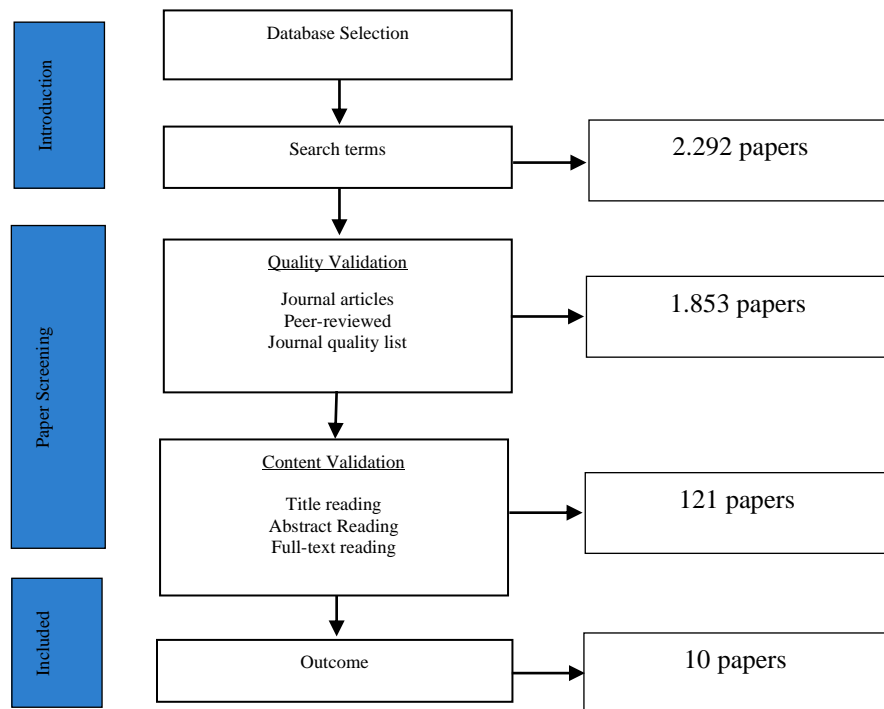 Introduction
Database Selection
Search terms
2.292 papers
Paper Screening
Quality Validation
Journal articles
Peer-reviewed
Journal quality list
1.853 papers
Content Validation
Title reading
Abstract Reading
Full-text reading
121 papers
Included
Outcome
10 papers